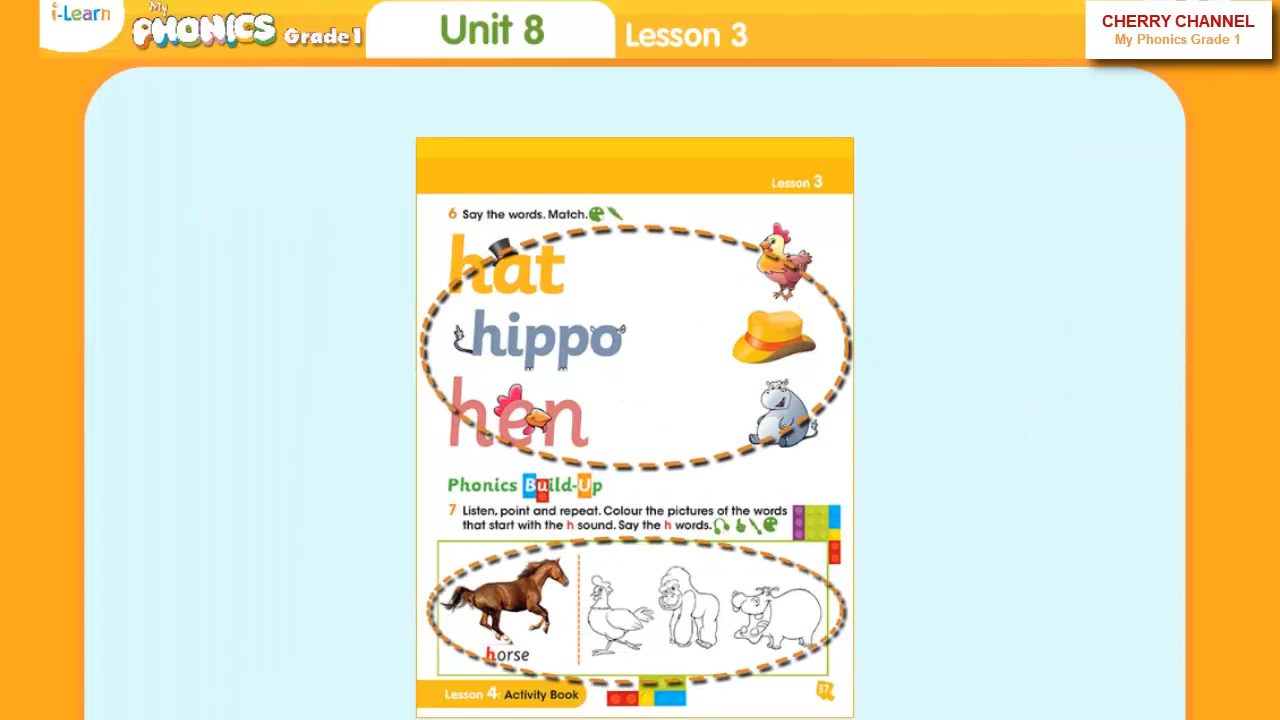 i-Learn
My
PHONICS Grade 1
Unit 8
Lesson 3
CHERRY CHANNEL
My Phonics Grade 1
Lesson 3
6 Say the words. Match.
hat
hippo
hen
Phonics Build-Up
7 Listen, point and repeat. Colour the pictures of the words
that start with the h sound. Say the h words.
horse
Lesson 4: Activity Book
37